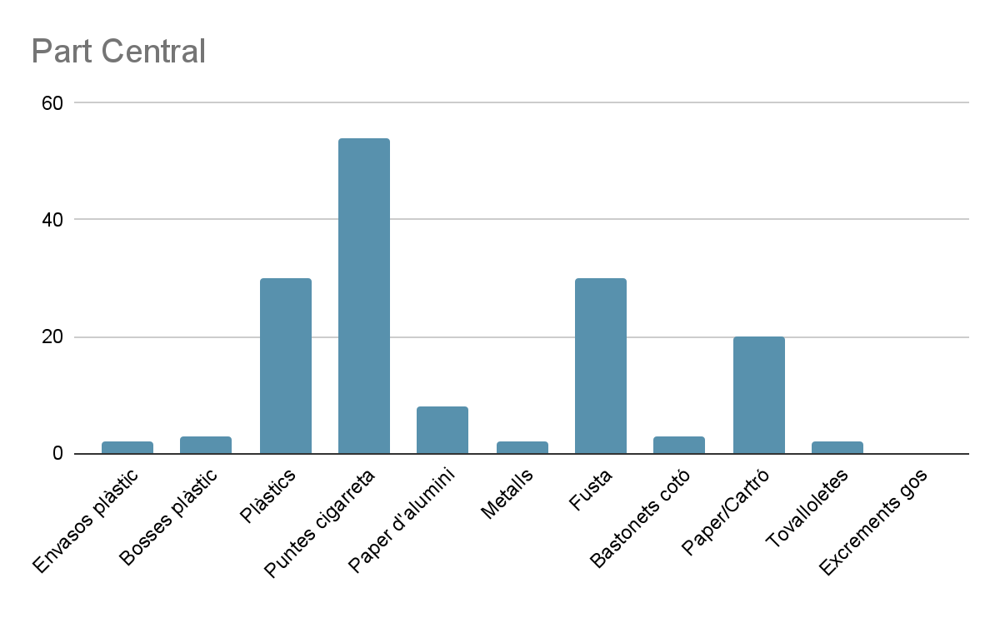 Part Central
60
40
20
0
Envasos plàstic
Bosses plàstic
Plàstics
Puntes cigarreta
Paper d'alumini
Metalls
Fusta
Bastonets cotó
Paper/Cartró
Tovalloletes
Excrements gos